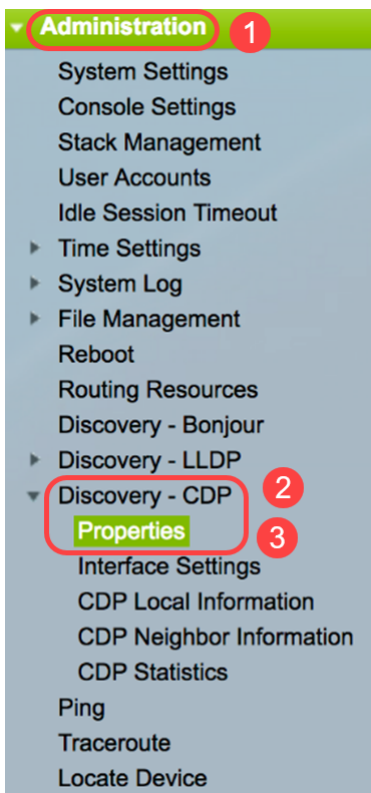 Administration 1
System Settings
Console Settings
Stack Management
User Accounts
Idle Session Timeout
Time Settings
System Log
File Management
Reboot
Routing Resources
Discovery - Bonjour
Discovery - LLDP
Discovery - CDP 2
Properties 3
Interface Settings
CDP Local Information
CDP Neighbor Information
CDP Statistics
Ping
Traceroute
Locate Device